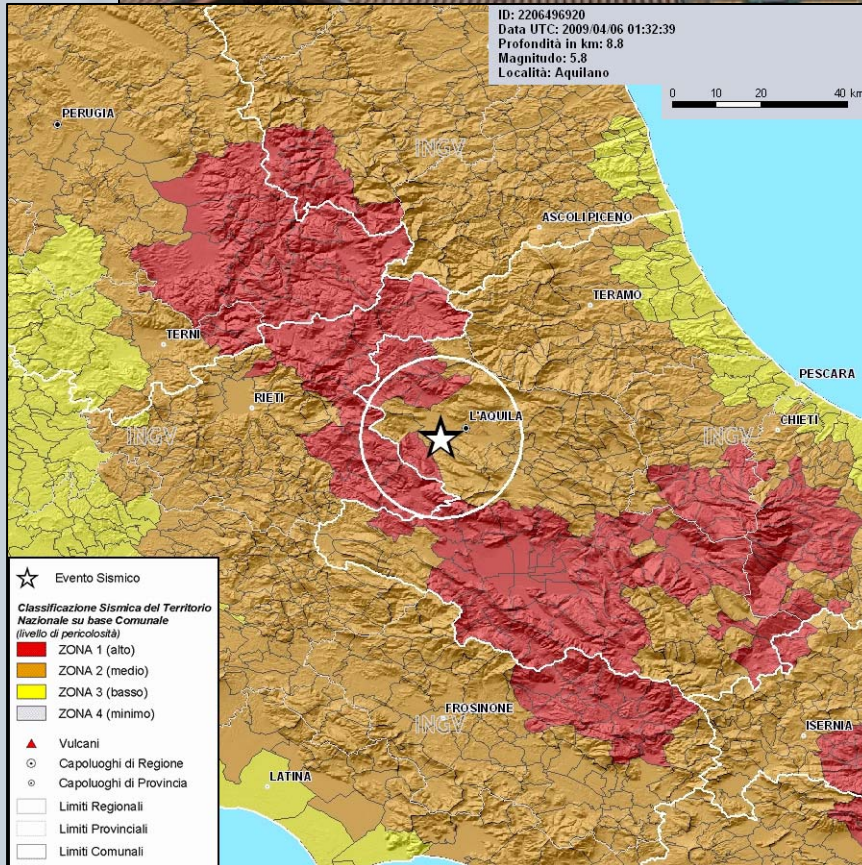 ID: 2206496920
Data UTC: 2009/04/06 01:32:39
Profondità in km: 8.8
Magnitudo: 5.8
Località: Aquilano
0 10 20 40 km
PERUGIA
INGV
ASCOLI PICENO
TERAMO
TERNI
PESCARA
RIETI
L'AQUILA
CHIETI
INGV
INGV
Evento Sismico
Classificazione Sismica del Territorio
Nazionale su base Comunale
(livello di pericolosità)
ZONA 1 (alto)
ZONA 2 (medio)
ZONA 3 (basso)
ZONA 4 (minimo)
Vulcani
Capoluoghi di Regione
Capoluoghi di Provincia
Limiti Regionali
Limiti Provinciali
Limiti Comunali
FROSINONE
INGV
ISERNIA
LATINA